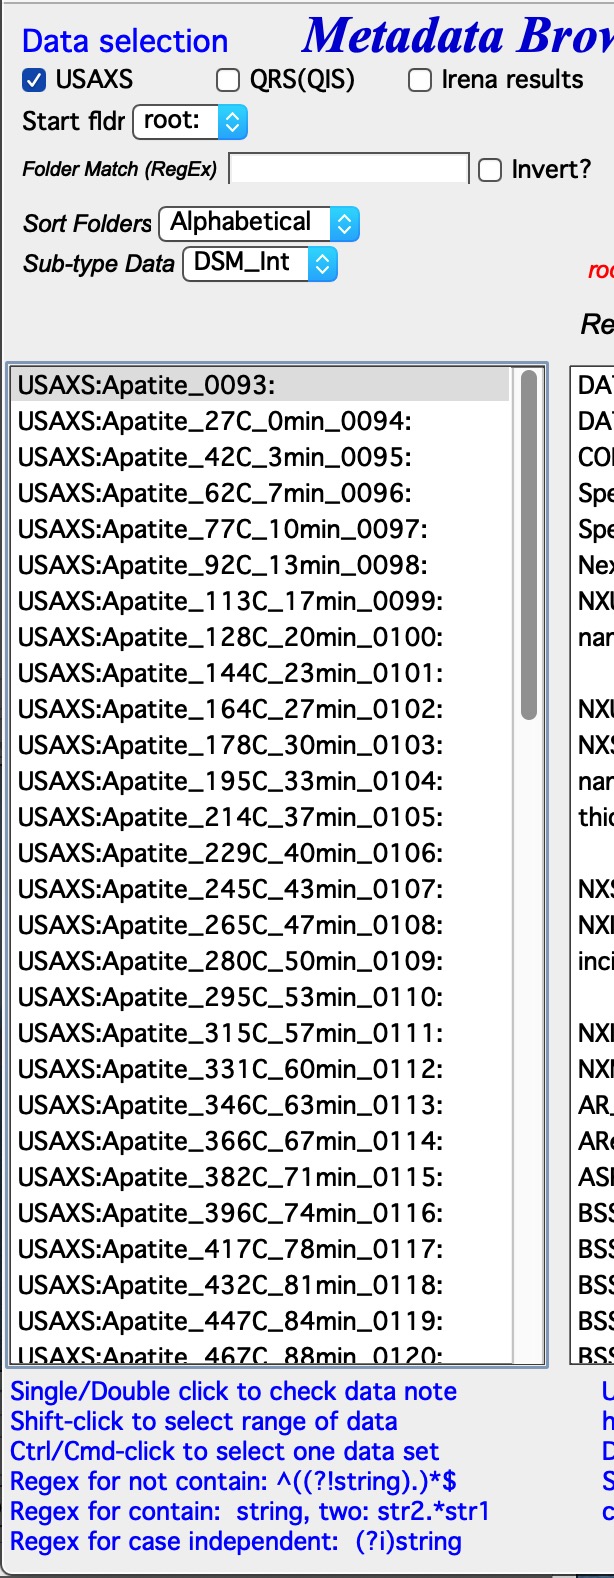 Data selection
Metadata Brow
USAXS
QRS(QIS)
Irena results
Start fldr root:
Folder Match (RegEx)
Invert?
Sort Folders Alphabetical
Sub-type Data DSM_Int
roo
Re
USAXS:Apatite_0093:
USAXS:Apatite_27C_0min_0094:
USAXS:Apatite_42C_3min_0095:
USAXS:Apatite_62C_7min_0096:
USAXS:Apatite_77C_10min_0097:
USAXS:Apatite_92C_13min_0098:
USAXS:Apatite_113C_17min_0099:
USAXS:Apatite_128C_20min_0100:
USAXS:Apatite_144C_23min_0101:
USAXS:Apatite_164C_27min_0102:
USAXS:Apatite_178C_30min_0103:
USAXS:Apatite_195C_33min_0104:
USAXS:Apatite_214C_37min_0105:
USAXS:Apatite_229C_40min_0106:
USAXS:Apatite_245C_43min_0107:
USAXS:Apatite_265C_47min_0108:
USAXS:Apatite_280C_50min_0109:
USAXS:Apatite_295C_53min_0110:
USAXS:Apatite_315C_57min_0111:
USAXS:Apatite_331C_60min_0112:
USAXS:Apatite_346C_63min_0113:
USAXS:Apatite_366C_67min_0114:
USAXS:Apatite_382C_71min_0115:
USAXS:Apatite_396C_74min_0116:
USAXS:Apatite_417C_78min_0117:
USAXS:Apatite_432C_81min_0118:
USAXS:Apatite_447C_84min_0119:
USAXS:Apatite_467C_88min_0120:
DA
DA
CO
Spe
Spe
Nex
NXU
nar
NXU
NXS
nar
thic
NXS
NXI
inci
NXI
NXM
AR_
ARe
ASI
BSS
BSS
BSS
BSS
BSS
Single/Double click to check data note
Shift-click to select range of data
Ctrl/Cmd-click to select one data set
Regex for not contain: ^((?!string).)*$
Regex for contain: string, two: str2.*str1
Regex for case independent: (?i)string
U
h
D
S
c